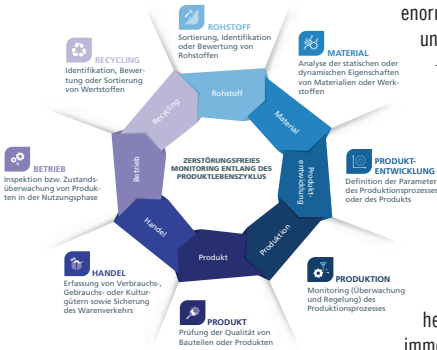 ROHSTOFF
Sortierung, Identifikation
oder Bewertung von
Rohstoffen
MATERIAL
Analyse der statischen oder
dynamischen Eigenschaften
von Materialien oder Werk-
stoffen
PRODUKT-
ENTWICKLUNG
Definition der Parameter
des Produktionsprozesses
oder des Produkts
PRODUKTION
Monitoring (Überwachung
und Regelung) des
Produktionsprozesses
PRODUKT
Prüfung der Qualität von
Bauteilen oder Produkten
HANDEL
Erfassung von Verbrauchs-,
Gebrauchs- oder Kultur-
gütern sowie Sicherung
des Warenverkehrs
BETRIEB
Inspektion bzw. Zustands-
überwachung von Produk-
ten in der Nutzungsphase
RECYCLING
Identifikation, Bewer-
tung oder Sortierung
von Wertstoffen
Rohstoff
Material
Produkt-
entwicklung
Produktion
Produkt
Handel
Betrieb
Recycling
ZERSTÖRUNGSFREIES
MONITORING ENTLANG DES
PRODUKTLEBENSZYKLUS
enorm
un
he
imme